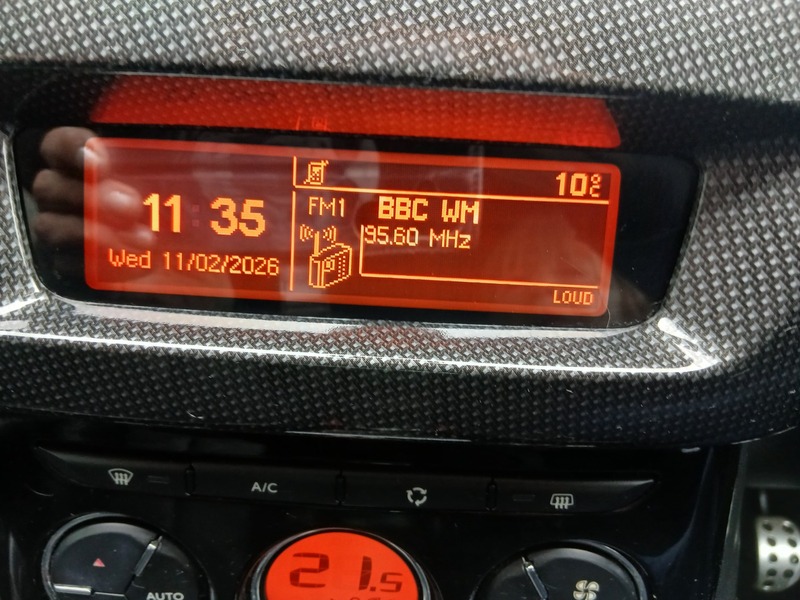 10°C
11:35
FM1 BBC WM
95.60 MHz
Wed 11/02/2026
LOUD
A/C
21.5
AUTO